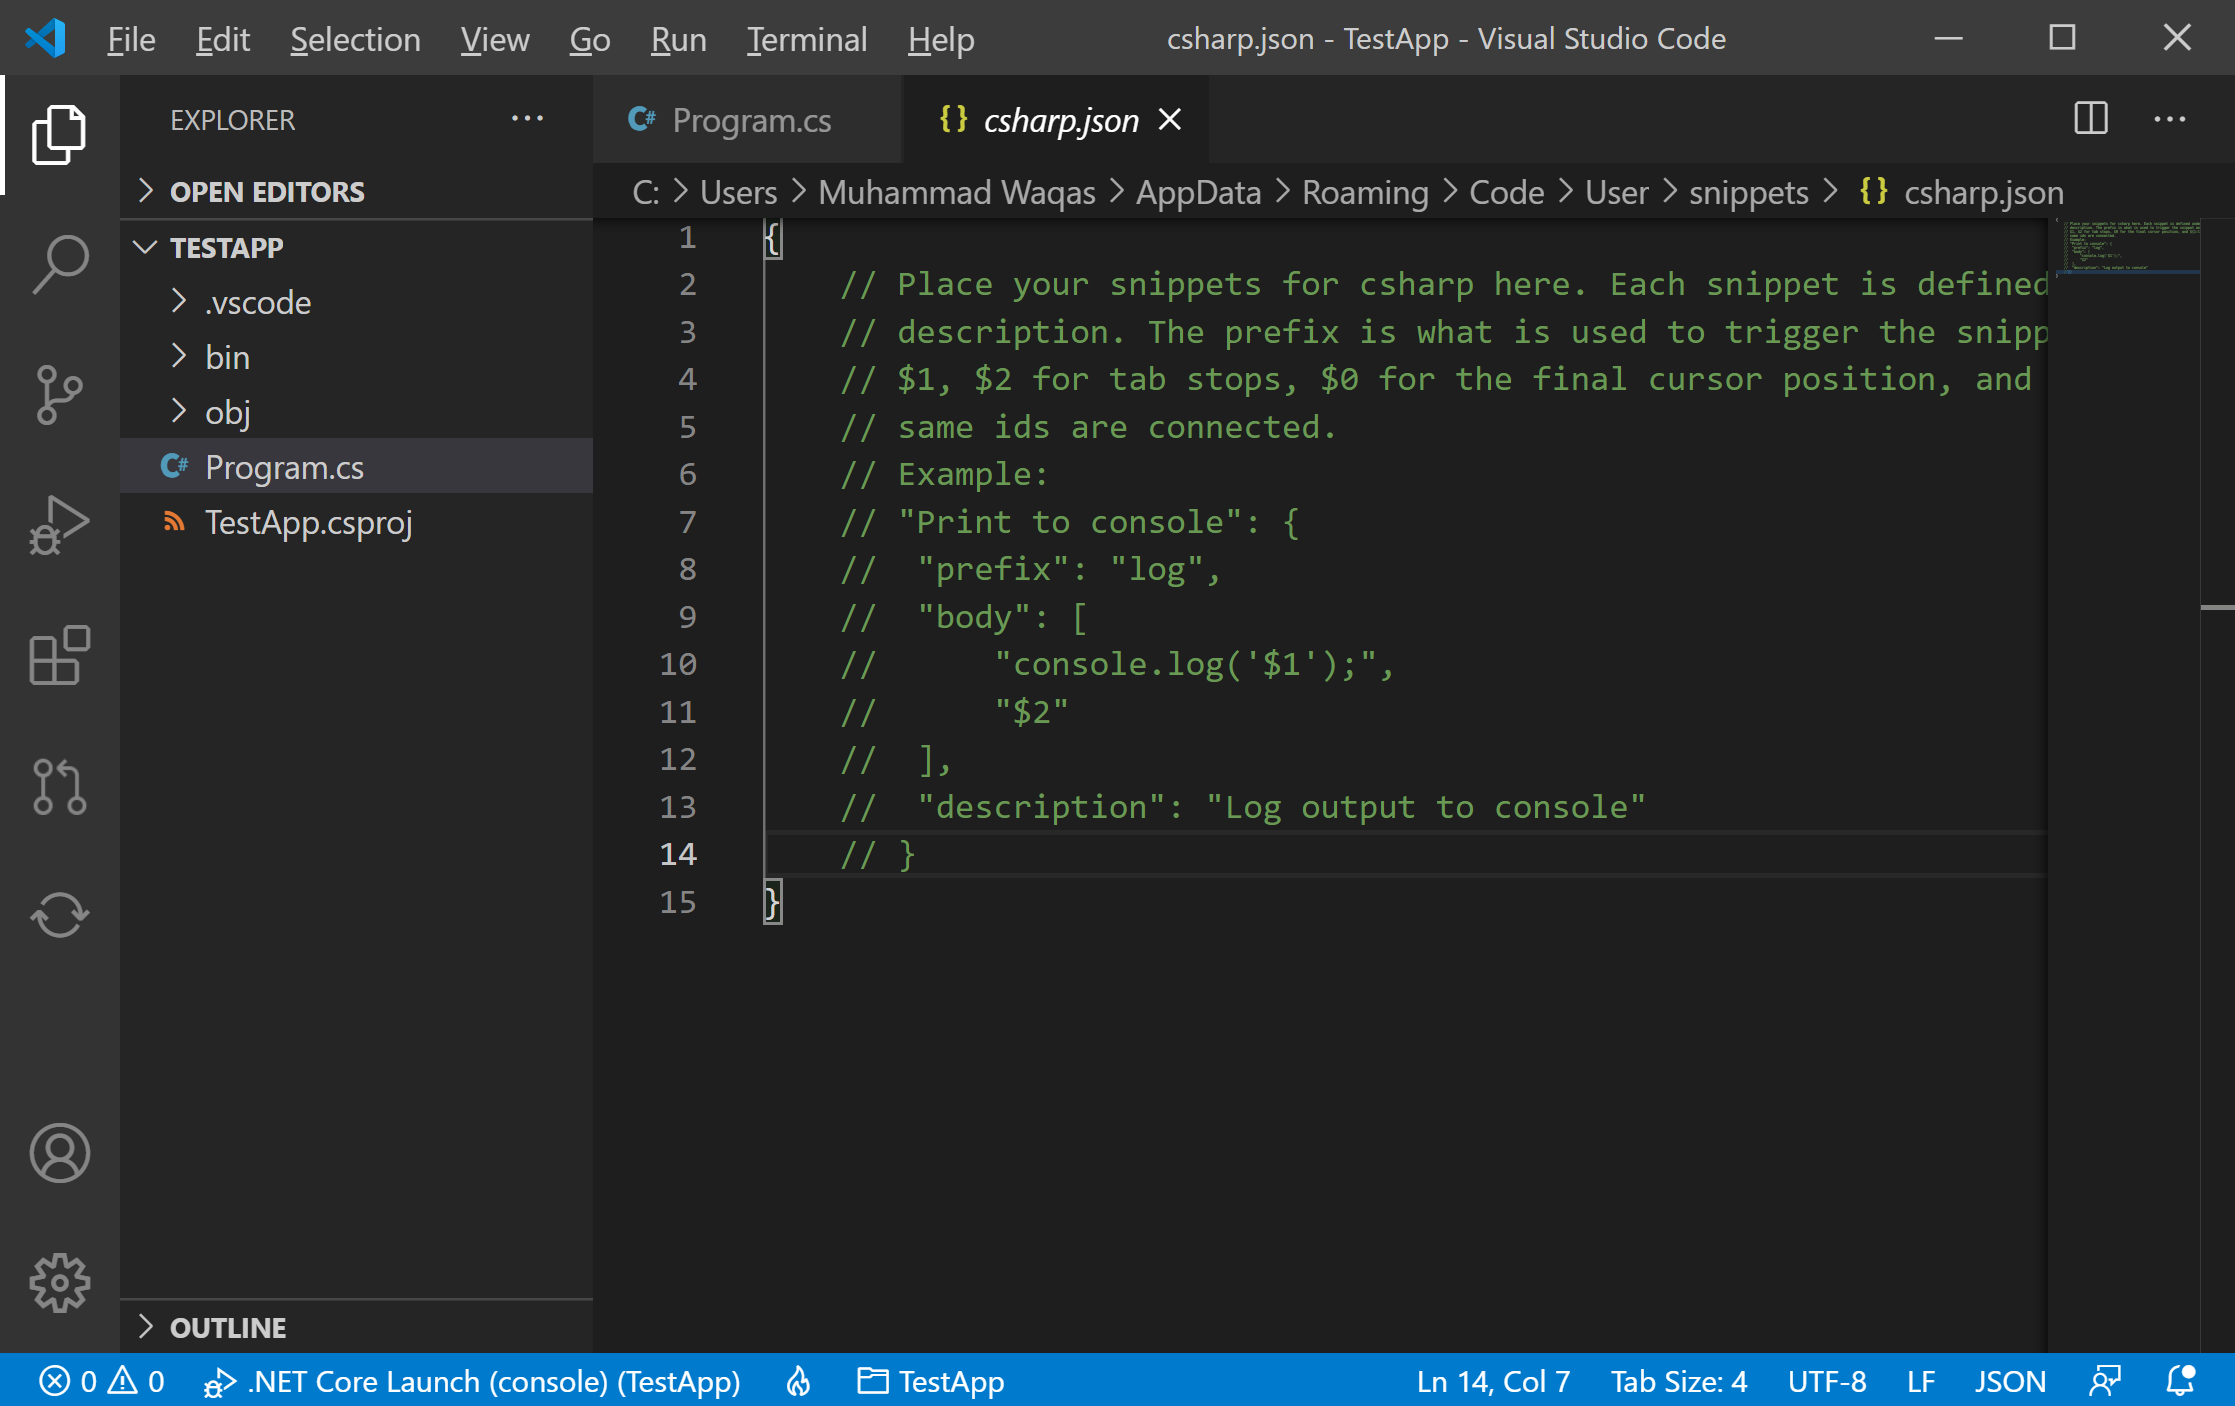 File Edit Selection View Go Run Terminal Help csharp.json - TestApp - Visual Studio Code
EXPLORER
OPEN EDITORS
TESTAPP
.vscode
bin
obj
C# Program.cs
TestApp.csproj
OUTLINE
C# Program.cs {} csharp.json
C: > Users > Muhammad Waqas > AppData > Roaming > Code > User > snippets > {} csharp.json
1 {
2 // Place your snippets for csharp here. Each snippet is defined
3 // description. The prefix is what is used to trigger the snipp
4 // $1, $2 for tab stops, $0 for the final cursor position, and
5 // same ids are connected.
6 // Example:
7 // "Print to console": {
8 // "prefix": "log",
9 // "body": [
10 // "console.log('$1');",
11 // "$2"
12 // ],
13 // "description": "Log output to console"
14 // }
15 }
0 0 .NET Core Launch (console) (TestApp) TestApp Ln 14, Col 7 Tab Size: 4 UTF-8 LF JSON